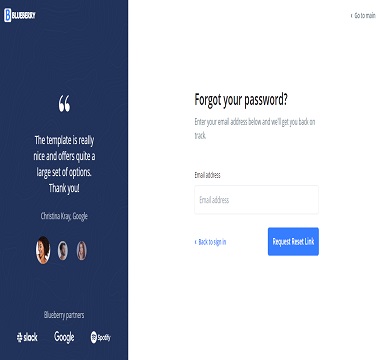 BLUEBERRY
‹ Go to main
“
The template is really
nice and offers quite a
large set of options.
Thank you!
Christina Kray, Google
Blueberry partners
slack
Google
Spotify
Forgot your password?
Enter your email address below and we'll get you back on
track.
Email address
Email address
‹ Back to sign in
Request Reset Link